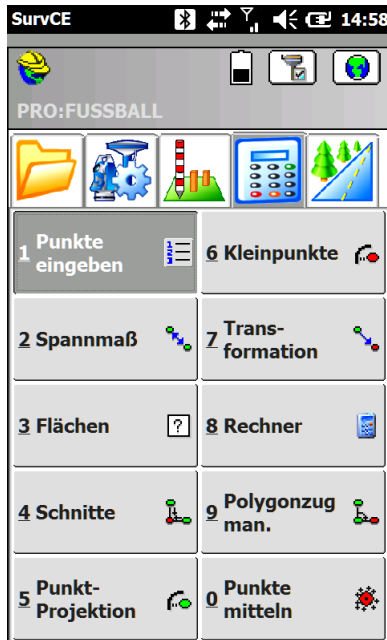 SurvCE 14:58
PRO:FUSSBALL
1 Punkte
eingeben
6 Kleinpunkte
2 Spannmaß
7 Trans-
formation
3 Flächen
?
8 Rechner
4 Schnitte
9 Polygonzug
man.
5 Punkt-
Projektion
0 Punkte
mitteln